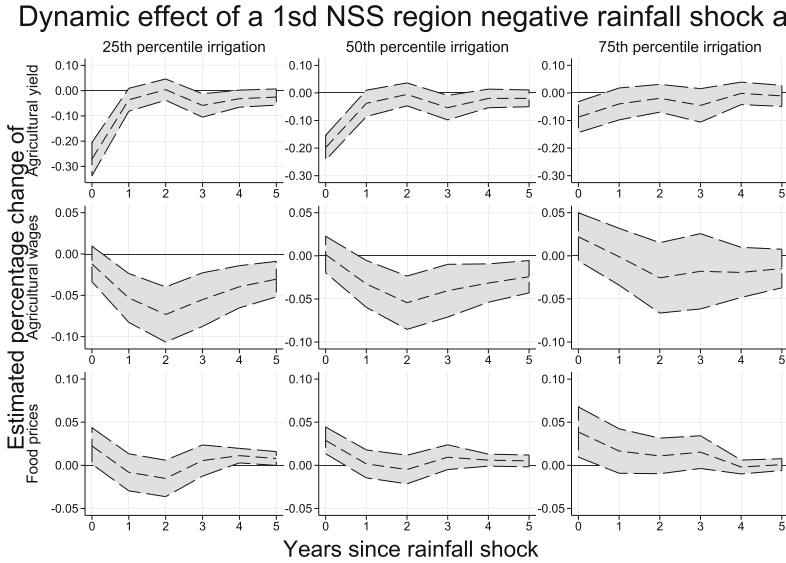 Dynamic effect of a 1sd NSS region negative rainfall shock a
25th percentile irrigation 50th percentile irrigation 75th percentile irrigation
Estimated percentage change of
Agricultural yield
0.10 0.10 0.10
0.00 0.00 0.00
-0.10 -0.10 -0.10
-0.20 -0.20 -0.20
-0.30 -0.30 -0.30
0 1 2 3 4 5 0 1 2 3 4 5 0 1 2 3 4 5
Agricultural wages
0.05 0.05 0.05
0.00 0.00 0.00
-0.05 -0.05 -0.05
-0.10 -0.10 -0.10
0 1 2 3 4 5 0 1 2 3 4 5 0 1 2 3 4 5
Food prices
0.10 0.10 0.10
0.05 0.05 0.05
0.00 0.00 0.00
-0.05 -0.05 -0.05
0 1 2 3 4 5 0 1 2 3 4 5 0 1 2 3 4 5
Years since rainfall shock